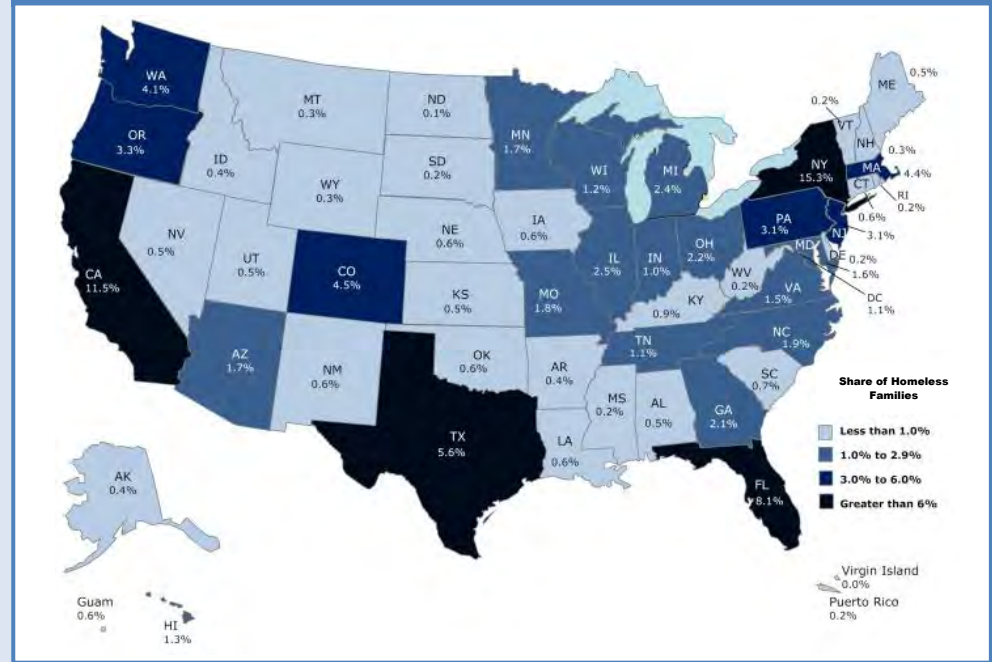 WA
4.1%
OR
3.3%
CA
11.5%
NV
0.5%
ID
0.4%
MT
0.3%
WY
0.3%
UT
0.5%
CO
4.5%
AZ
1.7%
NM
0.6%
ND
0.1%
SD
0.2%
NE
0.6%
KS
0.5%
OK
0.6%
TX
5.6%
MN
1.7%
IA
0.6%
MO
1.8%
AR
0.4%
LA
0.6%
WI
1.2%
IL
2.5%
MI
2.4%
IN
1.0%
OH
2.2%
KY
0.9%
TN
1.1%
MS
0.2%
AL
0.5%
GA
2.1%
FL
8.1%
SC
0.7%
NC
1.9%
VA
1.5%
WV
0.2%
PA
3.1%
NY
15.3%
VT
0.2%
NH
0.3%
ME
0.5%
MA
4.4%
RI
0.2%
CT
0.6%
NJ
3.1%
DE
0.2%
MD
1.6%
DC
1.1%
AK
0.4%
HI
1.3%
Guam
0.6%
Virgin Island
0.0%
Puerto Rico
0.2%
Share of Homeless
Families
Less than 1.0%
1.0% to 2.9%
3.0% to 6.0%
Greater than 6%